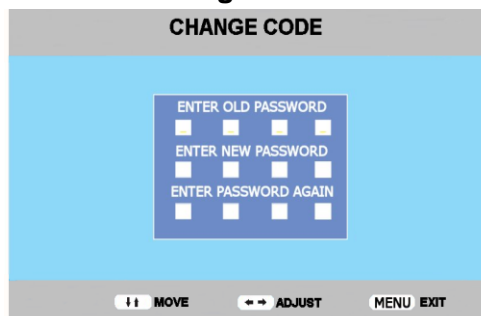 CHANGE CODE
ENTER OLD PASSWORD
_ _ _ _
ENTER NEW PASSWORD
ENTER PASSWORD AGAIN
MOVE ADJUST MENU EXIT